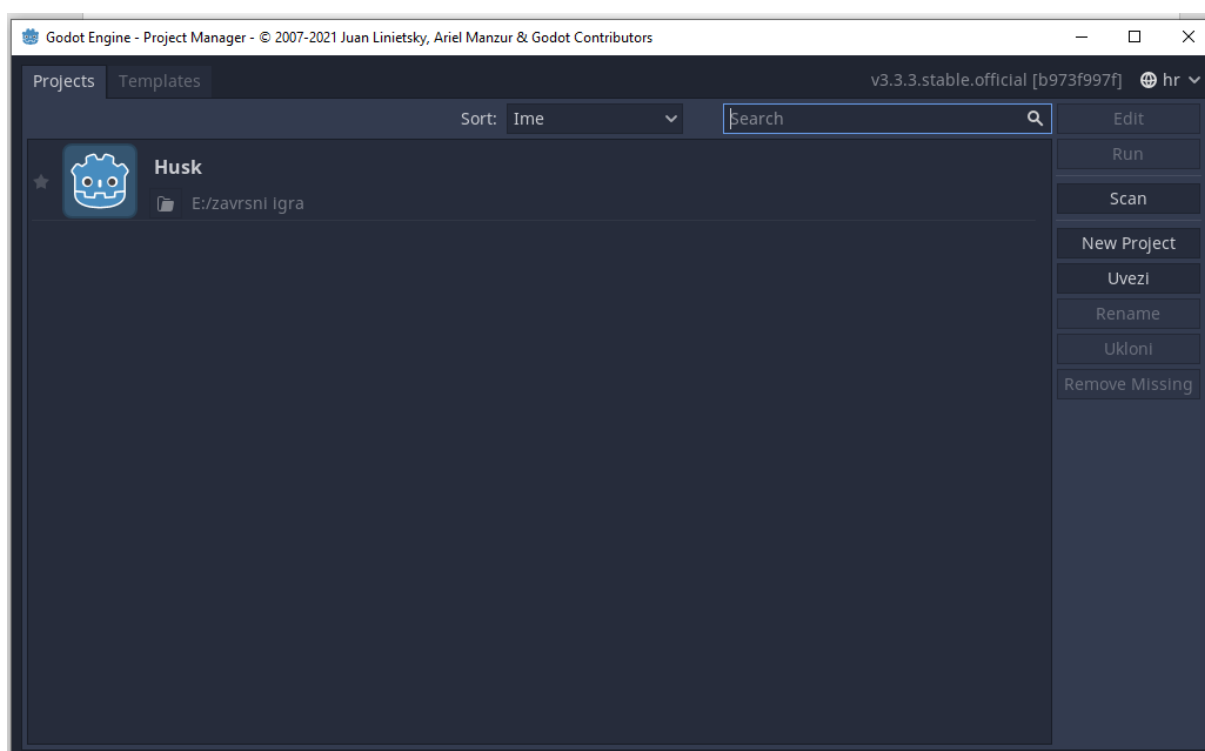 Godot Engine - Project Manager - © 2007-2021 Juan Linietsky, Ariel Manzur & Godot Contributors
Projects Templates v3.3.3.stable.official [b973f997f] hr
Sort: Ime Search Edit
Run
Husk
E:/zavrsni igra
Scan
New Project
Uvezi
Rename
Ukloni
Remove Missing